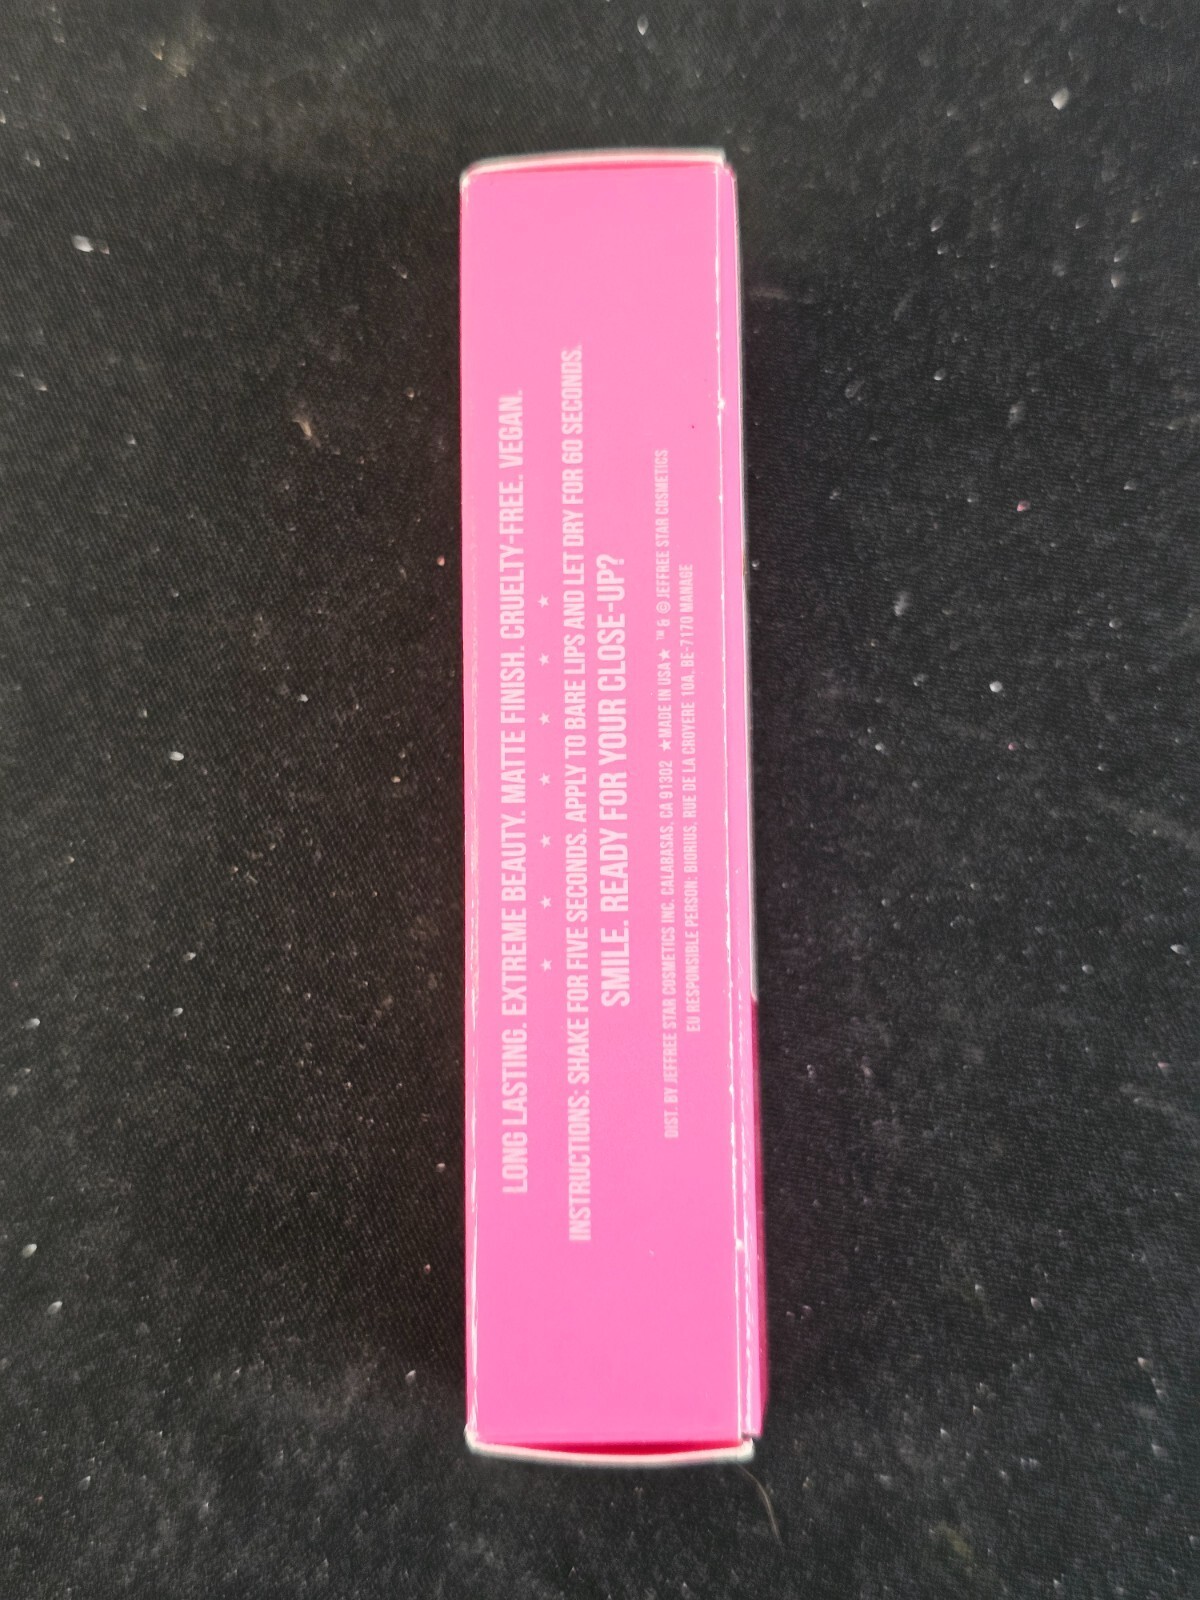 LONG LASTING. EXTREME BEAUTY. MATTE FINISH. CRUELTY-FREE. VEGAN.
★ ★ ★ ★ ★ ★ ★
INSTRUCTIONS: SHAKE FOR FIVE SECONDS. APPLY TO BARE LIPS AND LET DRY FOR 60 SECONDS.
SMILE. READY FOR YOUR CLOSE-UP?
DIST. BY JEFFREE STAR COSMETICS INC. CALABASAS, CA 91302 ★MADE IN USA★ ™ & © JEFFREE STAR COSMETICS
EU RESPONSIBLE PERSON: BIORIUS, RUE DE LA CROYERE 10A, BE-7170 MANAGE